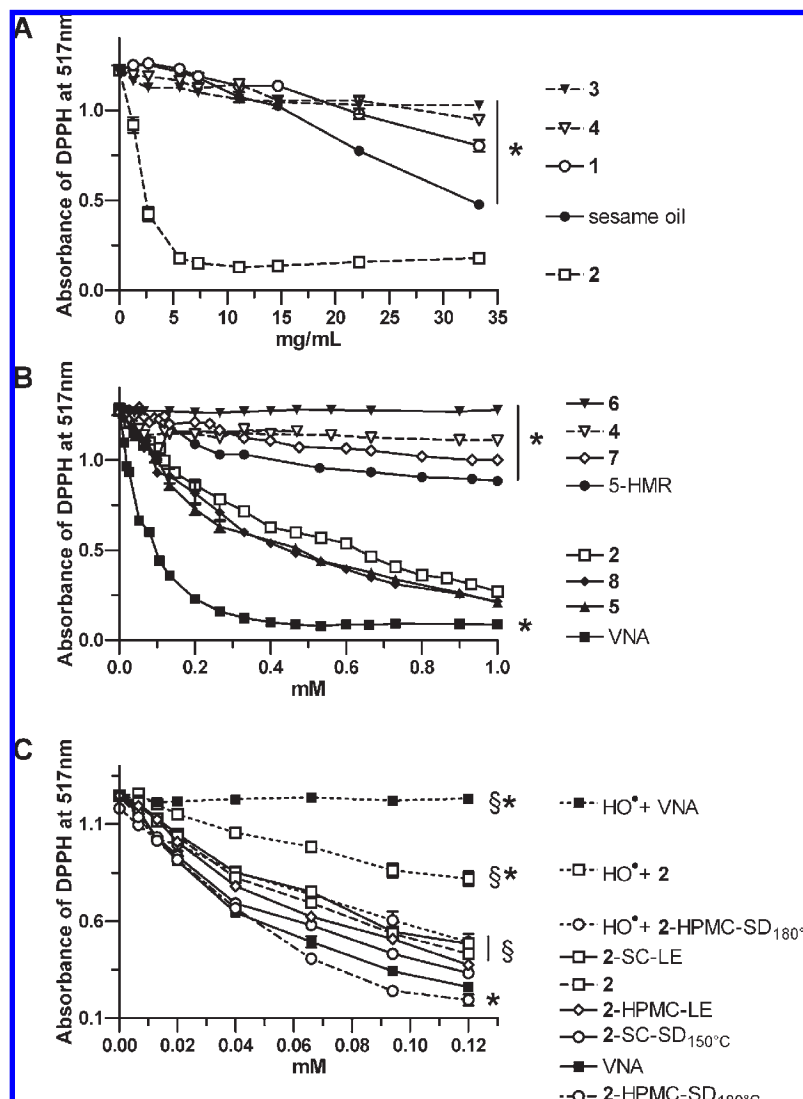 A
Absorbance of DPPH at 517nm
1.0
0.5
0.0
0 5 10 15 20 25 30 35
mg/mL
*
3
4
1
sesame oil
2
B
Absorbance of DPPH at 517nm
1.0
0.5
0.0
0.0 0.2 0.4 0.6 0.8 1.0
mM
*
*
6
4
7
5-HMR
2
8
5
VNA
C
Absorbance of DPPH at 517nm
1.1
0.6
0.1
0.00 0.02 0.04 0.06 0.08 0.10 0.12
mM
§*
§*
§
*
HO•+ VNA
HO•+ 2
HO•+ 2-HPMC-SD180°
2-SC-LE
2
2-HPMC-LE
2-SC-SD150°C
VNA
2-HPMC-SD180°C